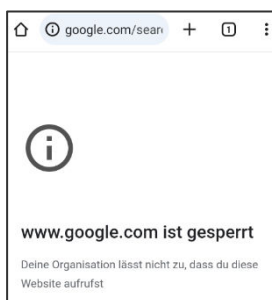 google.com/sear
1
www.google.com ist gesperrt
Deine Organisation lässt nicht zu, dass du diese
Website aufrufst